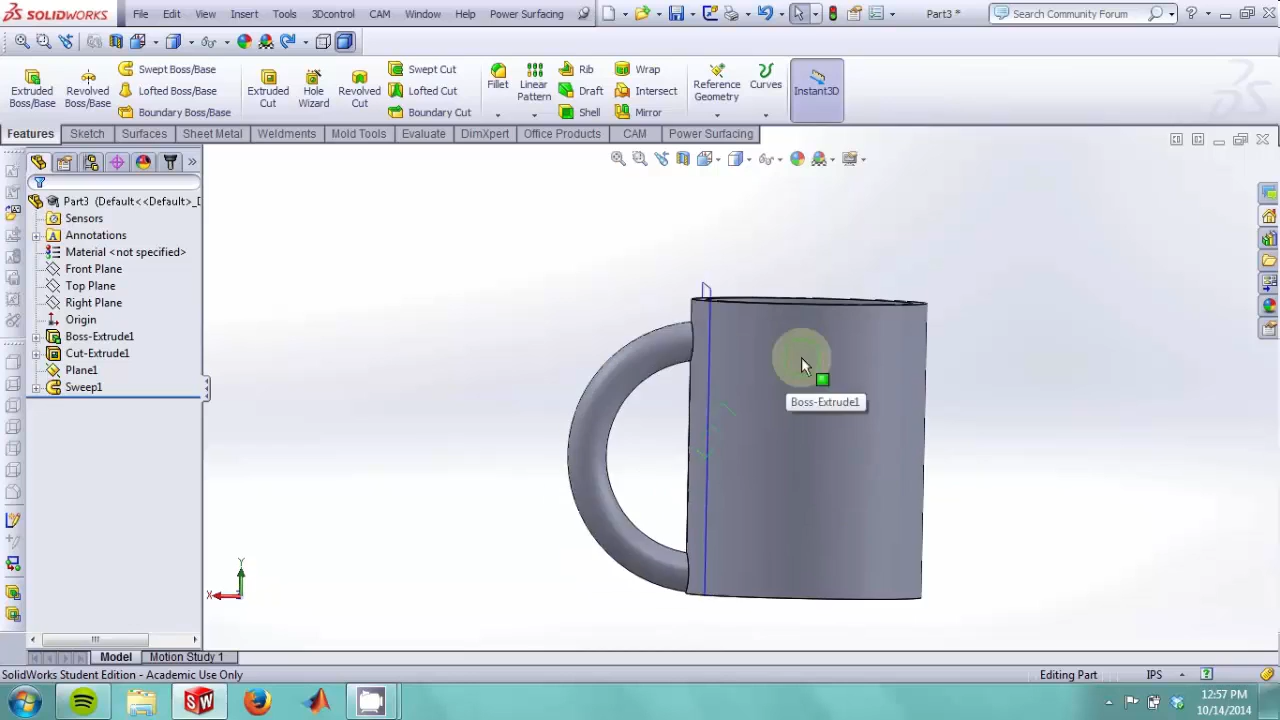 SOLIDWORKS File Edit View Insert Tools 3Dcontrol CAM Window Help Power Surfacing Part3 * Search Community Forum
Extruded Boss/Base
Revolved Boss/Base
Swept Boss/Base
Lofted Boss/Base
Boundary Boss/Base
Extruded Cut
Hole Wizard
Revolved Cut
Swept Cut
Lofted Cut
Boundary Cut
Fillet
Linear Pattern
Rib
Draft
Shell
Wrap
Intersect
Mirror
Reference Geometry
Curves
Instant3D
Features Sketch Surfaces Sheet Metal Weldments Mold Tools Evaluate DimXpert Office Products CAM Power Surfacing
Part3 (Default<<Default>_D
Sensors
Annotations
Material <not specified>
Front Plane
Top Plane
Right Plane
Origin
Boss-Extrude1
Cut-Extrude1
Plane1
Sweep1
Boss-Extrude1
Y
X
Model Motion Study 1
SolidWorks Student Edition - Academic Use Only Editing Part IPS
12:57 PM
10/14/2014